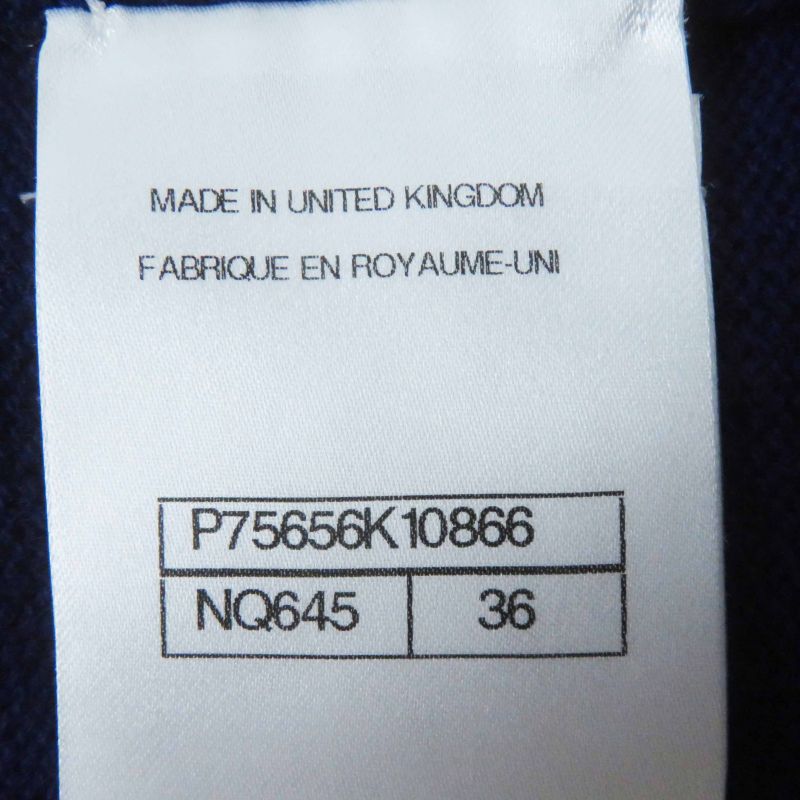 MADE IN UNITED KINGDOM
FABRIQUE EN ROYAUME-UNI
P75656K10866
NQ645 36